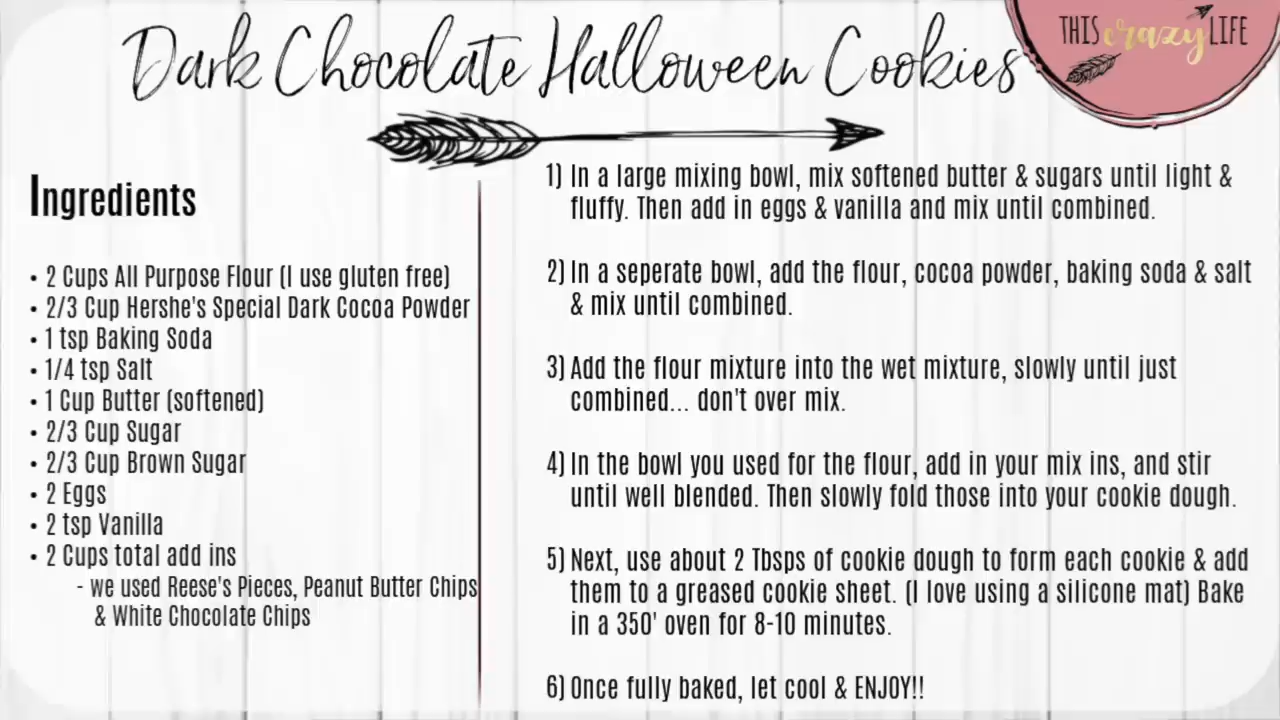 Dark Chocolate Halloween Cookies
THIS crazy LIFE
Ingredients
• 2 Cups All Purpose Flour (I use gluten free)
• 2/3 Cup Hershe's Special Dark Cocoa Powder
• 1 tsp Baking Soda
• 1/4 tsp Salt
• 1 Cup Butter (softened)
• 2/3 Cup Sugar
• 2/3 Cup Brown Sugar
• 2 Eggs
• 2 tsp Vanilla
• 2 Cups total add ins
- we used Reese's Pieces, Peanut Butter Chips
& White Chocolate Chips
1) In a large mixing bowl, mix softened butter & sugars until light &
fluffy. Then add in eggs & vanilla and mix until combined.
2) In a seperate bowl, add the flour, cocoa powder, baking soda & salt
& mix until combined.
3) Add the flour mixture into the wet mixture, slowly until just
combined... don't over mix.
4) In the bowl you used for the flour, add in your mix ins, and stir
until well blended. Then slowly fold those into your cookie dough.
5) Next, use about 2 Tbsps of cookie dough to form each cookie & add
them to a greased cookie sheet. (I love using a silicone mat) Bake
in a 350' oven for 8-10 minutes.
6) Once fully baked, let cool & ENJOY!!